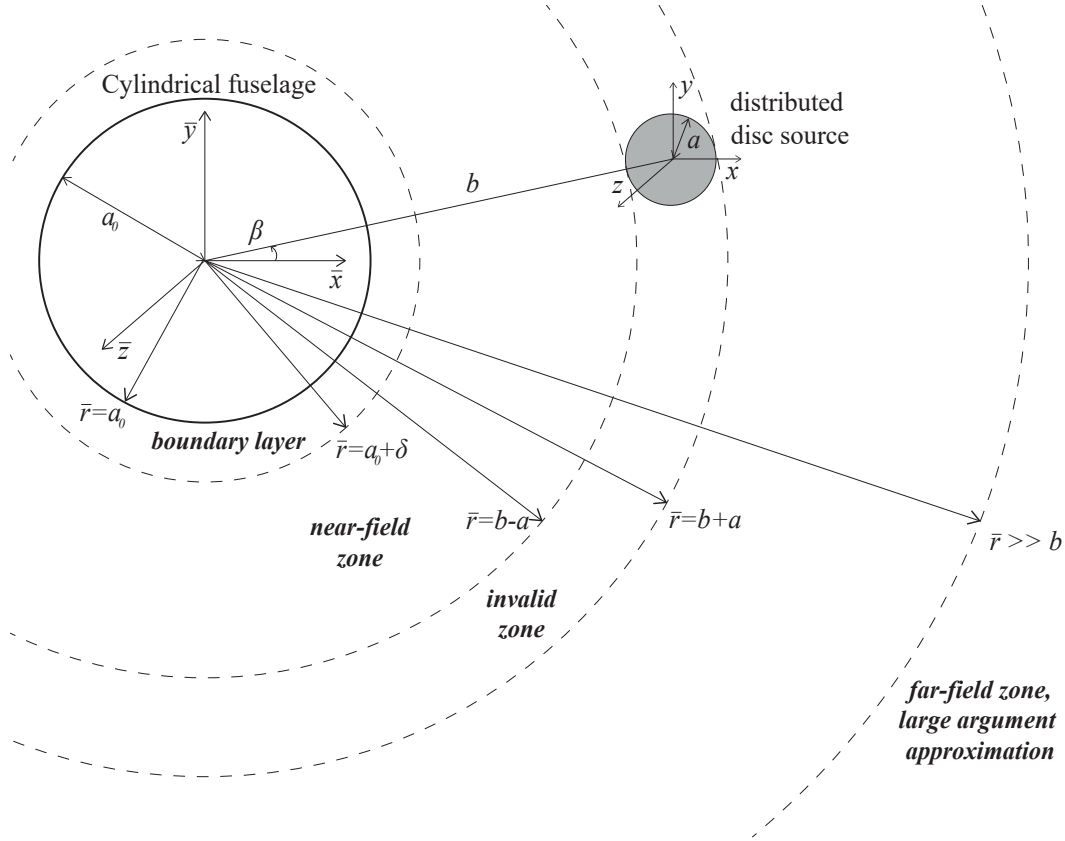 Cylindrical fuselage
y̅
a₀
β
x̅
z̅
r̅=a₀
boundary layer
r̅=a₀+δ
b
y
a
x
z
distributed
disc source
near-field
zone
r̅=b-a
r̅=b+a
invalid
zone
r̅ >> b
far-field zone,
large argument
approximation